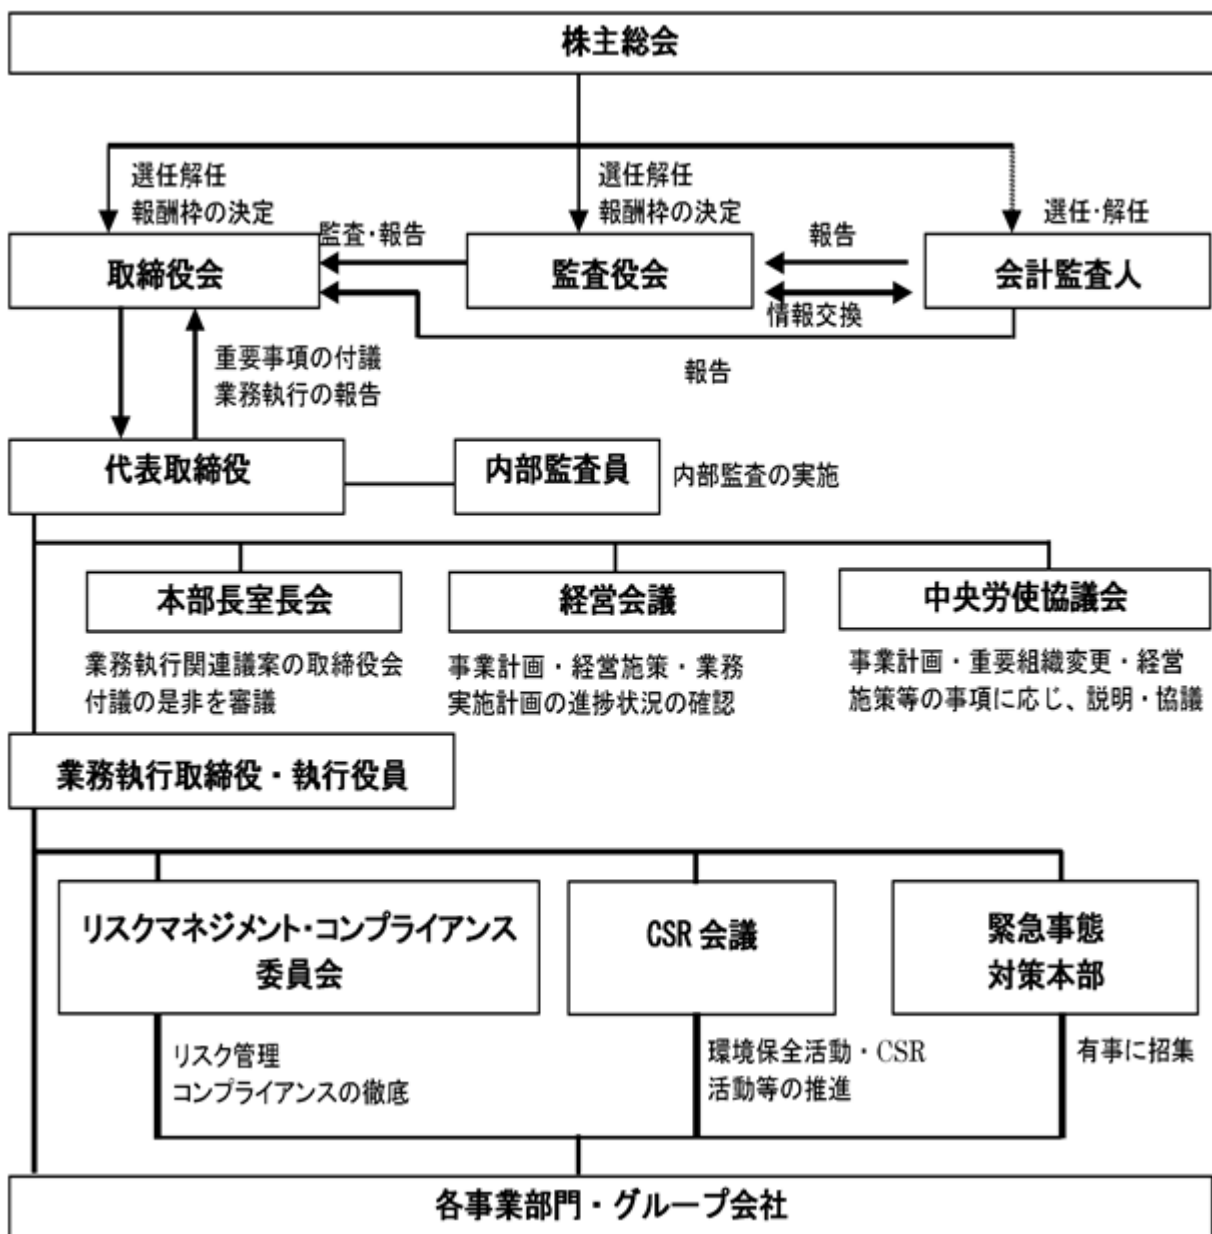 株主総会
選任解任
報酬枠の決定
選任解任
報酬枠の決定
選任・解任
監査・報告
報告
取締役会
監査役会
会計監査人
情報交換
重要事項の付議
業務執行の報告
報告
代表取締役
内部監査員
内部監査の実施
本部長室長会
経営会議
中央労使協議会
業務執行関連議案の取締役会
付議の是非を審議
事業計画・経営施策・業務
実施計画の進捗状況の確認
事業計画・重要組織変更・経営
施策等の事項に応じ、説明・協議
業務執行取締役・執行役員
リスクマネジメント・コンプライアンス
委員会
CSR 会議
緊急事態
対策本部
リスク管理
コンプライアンスの徹底
環境保全活動・CSR
活動等の推進
有事に招集
各事業部門・グループ会社